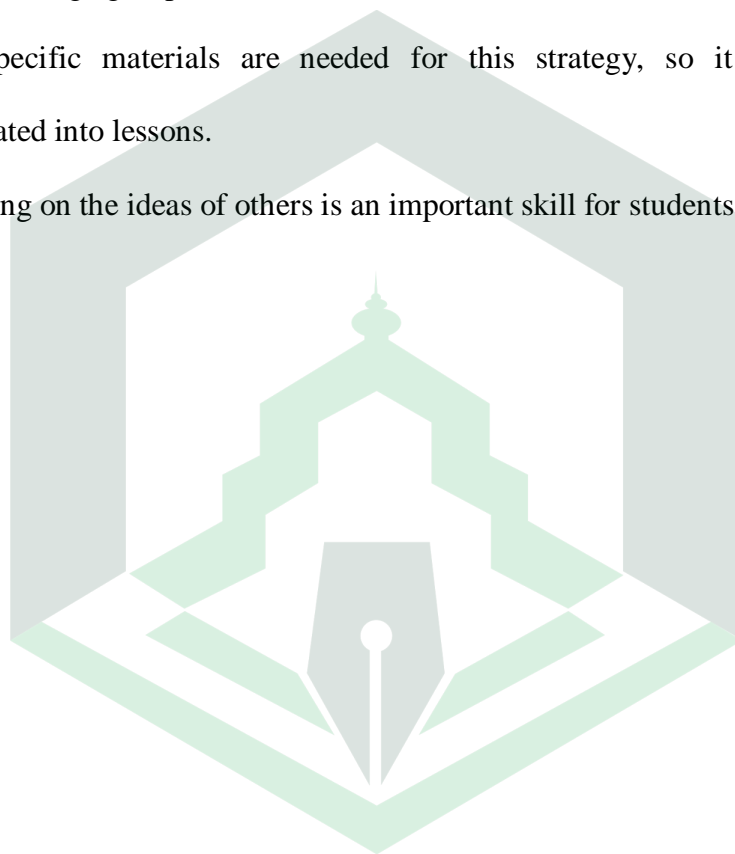 pecific materials are needed for this strategy, so it
ated into lessons.
ng on the ideas of others is an important skill for students